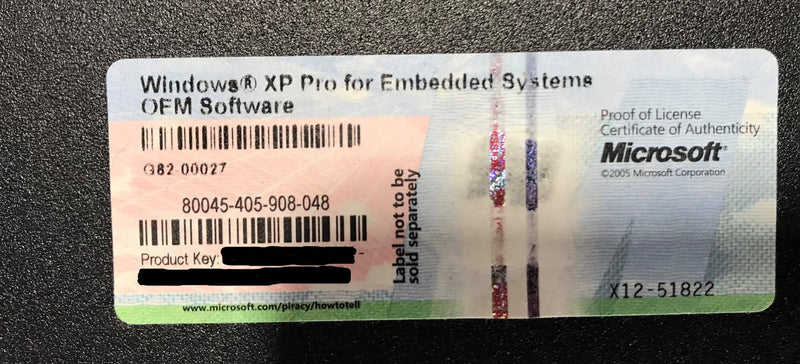 Windows® XP Pro for Embedded Systems
OEM Software
G82 00027
80045-405-908-048
Product Key:
www.microsoft.com/piracy/howtotell
Label not to be
sold separately
Proof of License
Certificate of Authenticity
Microsoft®
©2005 Microsoft Corporation
X12-51822